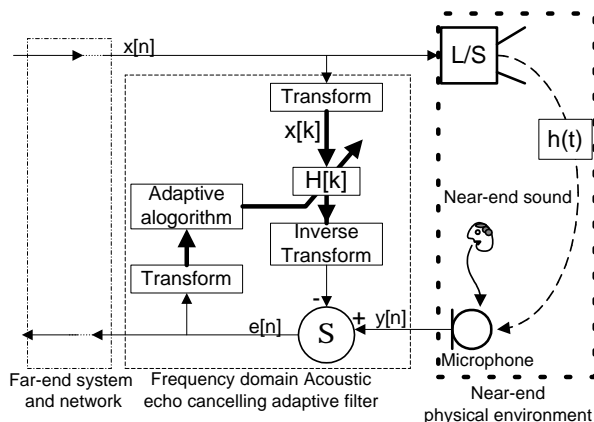 x[n]
L/S
Transform
x[k]
h(t)
H[k]
Adaptive
alogorithm
Near-end sound
Inverse
Transform
Transform
-
+
e[n]
S
y[n]
Microphone
Far-end system
and network
Frequency domain Acoustic
echo cancelling adaptive filter
Near-end
physical environment